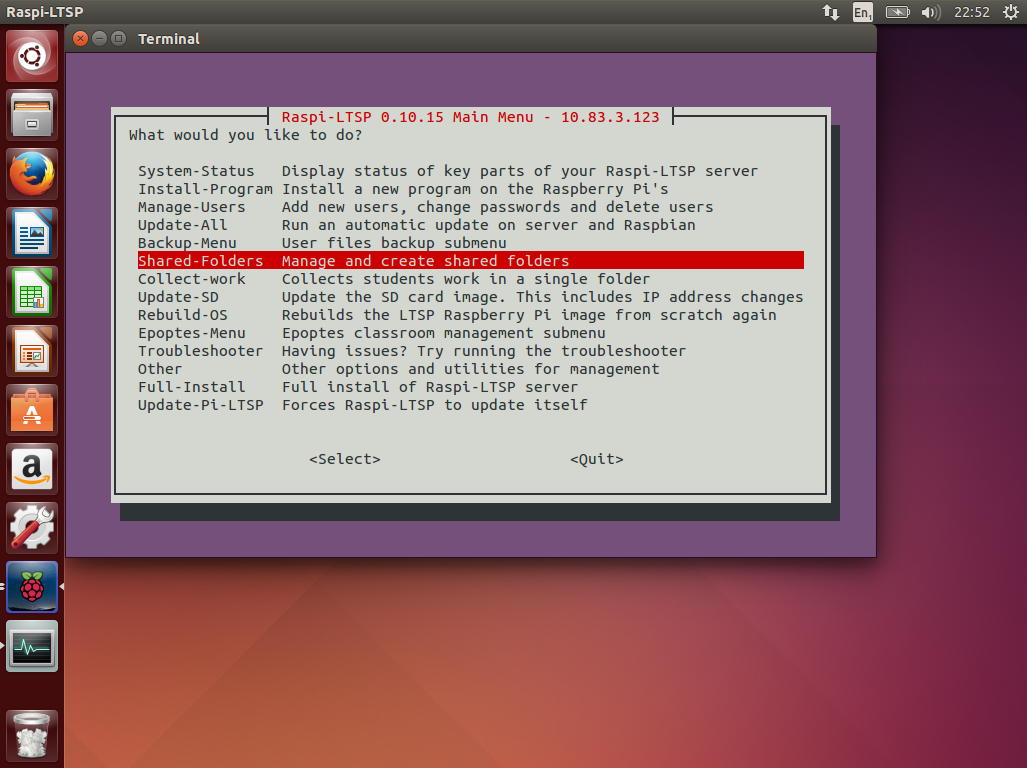 Raspi-LTSP
En1
22:52
Terminal
Raspi-LTSP 0.10.15 Main Menu - 10.83.3.123
What would you like to do?
System-Status Display status of key parts of your Raspi-LTSP server
Install-Program Install a new program on the Raspberry Pi's
Manage-Users Add new users, change passwords and delete users
Update-All Run an automatic update on server and Raspbian
Backup-Menu User files backup submenu
Shared-Folders Manage and create shared folders
Collect-work Collects students work in a single folder
Update-SD Update the SD card image. This includes IP address changes
Rebuild-OS Rebuilds the LTSP Raspberry Pi image from scratch again
Epoptes-Menu Epoptes classroom management submenu
Troubleshooter Having issues? Try running the troubleshooter
Other Other options and utilities for management
Full-Install Full install of Raspi-LTSP server
Update-Pi-LTSP Forces Raspi-LTSP to update itself
<Select> <Quit>